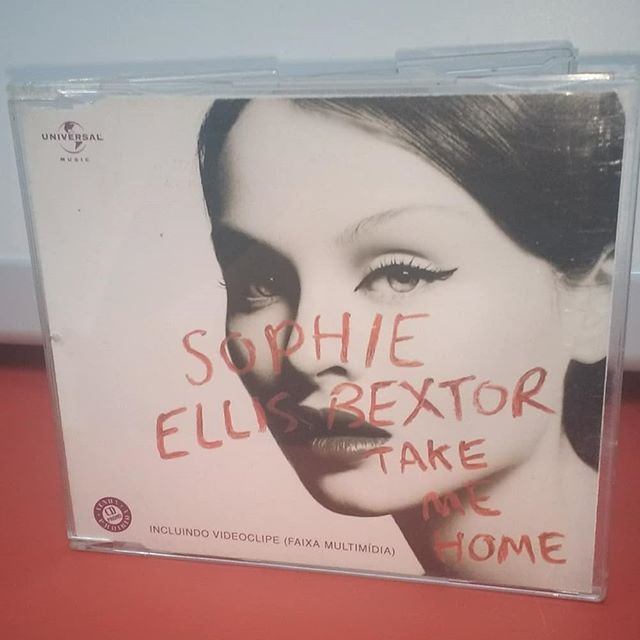 UNIVERSAL
MUSIC
SOPHIE
ELLIS BEXTOR
TAKE
ME
HOME
INCLUINDO VIDEOCLIPE (FAIXA MULTIMÍDIA)